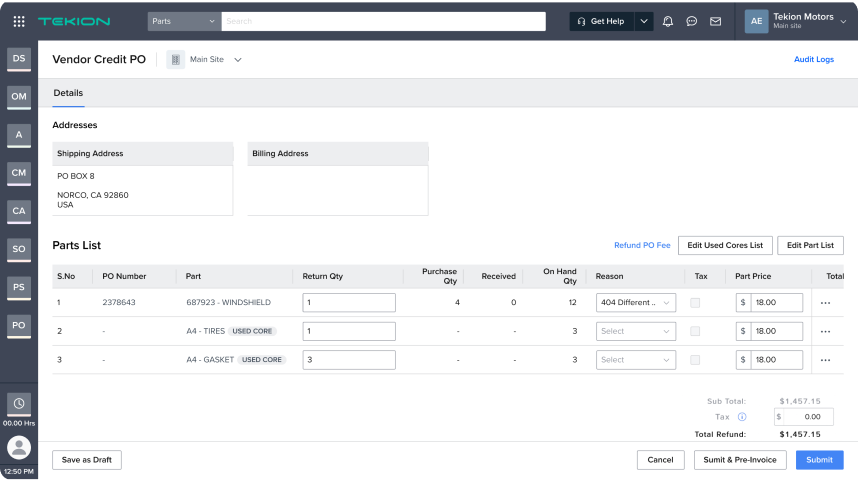 TEKION
Parts
Search
Get Help
AE
Tekion Motors
Main site
DS
OM
A
CM
CA
SO
PS
PO
00.00 Hrs
12:50 PM
Vendor Credit PO
Main Site
Audit Logs
Details
Addresses
Shipping Address
Billing Address
PO BOX 8
NORCO, CA 92860
USA
Parts List
Refund PO Fee
Edit Used Cores List
Edit Part List
S.No PO Number Part Return Qty Purchase Qty Received On Hand Qty Reason Tax Part Price Total
1 2378643 687923 - WINDSHIELD 1 4 0 12 404 Different .. $ 18.00 ...
2 - A4 - TIRES USED CORE 1 - - 3 Select $ 18.00 ...
3 - A4 - GASKET USED CORE 3 - - 3 Select $ 18.00 ...
Sub Total: $1,457.15
Tax $ 0.00
Total Refund: $1,457.15
Save as Draft
Cancel
Sumit & Pre-Invoice
Submit